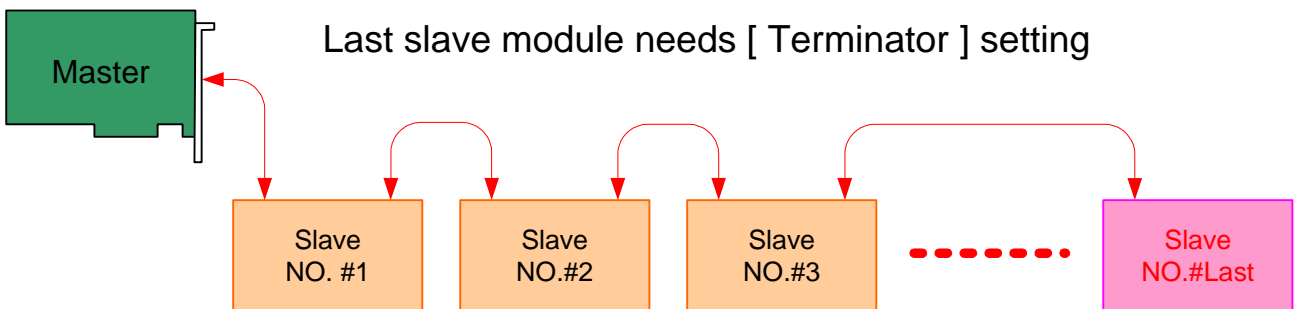 Last slave module needs [ Terminator ] setting
Master
Slave
NO. #1
Slave
NO.#2
Slave
NO.#3
Slave
NO.#Last